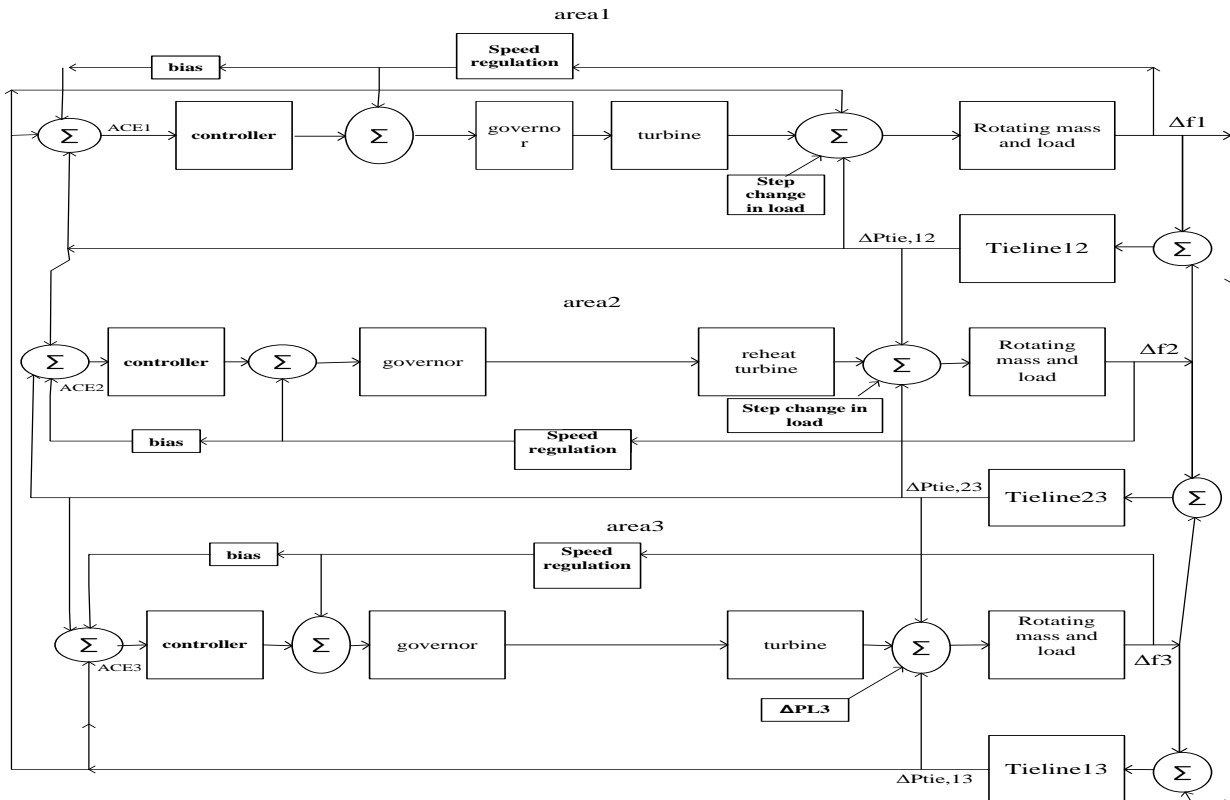 area1
Speed
regulation
bias
Σ
ACE1
controller
Σ
governo
r
turbine
Σ
Rotating mass
and load
Δf1
Step
change
in load
ΔPtie,12
Tieline12
Σ
area2
Σ
ACE2
controller
Σ
governor
reheat
turbine
Σ
Rotating
mass and
load
Δf2
Step change in
load
bias
Speed
regulation
ΔPtie,23
Tieline23
Σ
area3
bias
Speed
regulation
Σ
ACE3
controller
Σ
governor
turbine
Σ
Rotating
mass and
load
Δf3
ΔPL3
ΔPtie,13
Tieline13
Σ